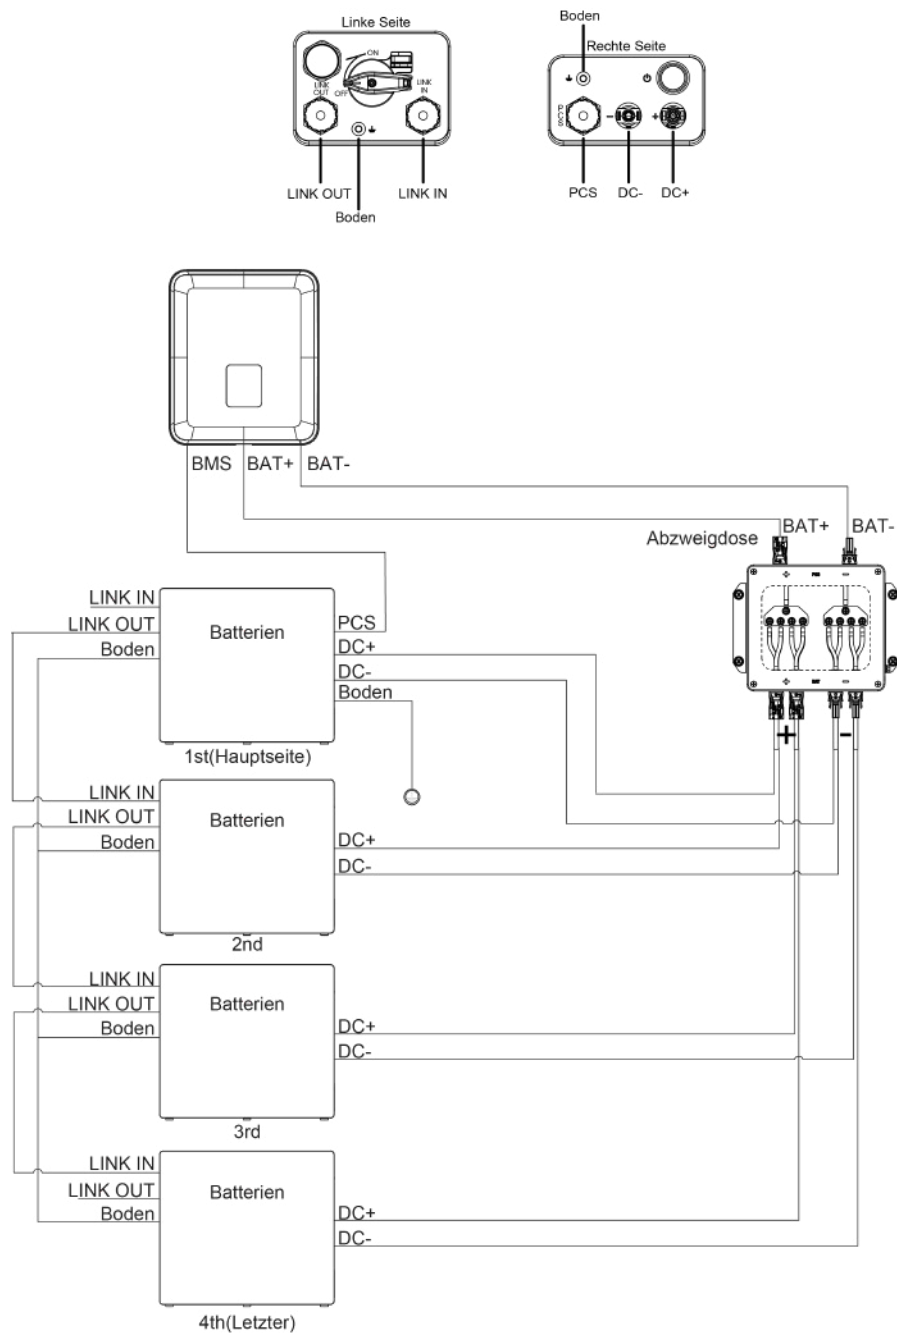 Linke Seite
ON
OFF
LINK
OUT
LINK
IN
LINK OUT
LINK IN
Boden
Boden
Rechte Seite
PCS
- +
PCS
DC-
DC+
BMS
BAT+
BAT-
Abzweigdose
BAT+
BAT-
+ PCS -
+ BAT -
+ -
LINK IN
LINK OUT
Boden
Batterien
PCS
DC+
DC-
Boden
1st(Hauptseite)
LINK IN
LINK OUT
Boden
Batterien
DC+
DC-
2nd
LINK IN
LINK OUT
Boden
Batterien
DC+
DC-
3rd
LINK IN
LINK OUT
Boden
Batterien
DC+
DC-
4th(Letzter)